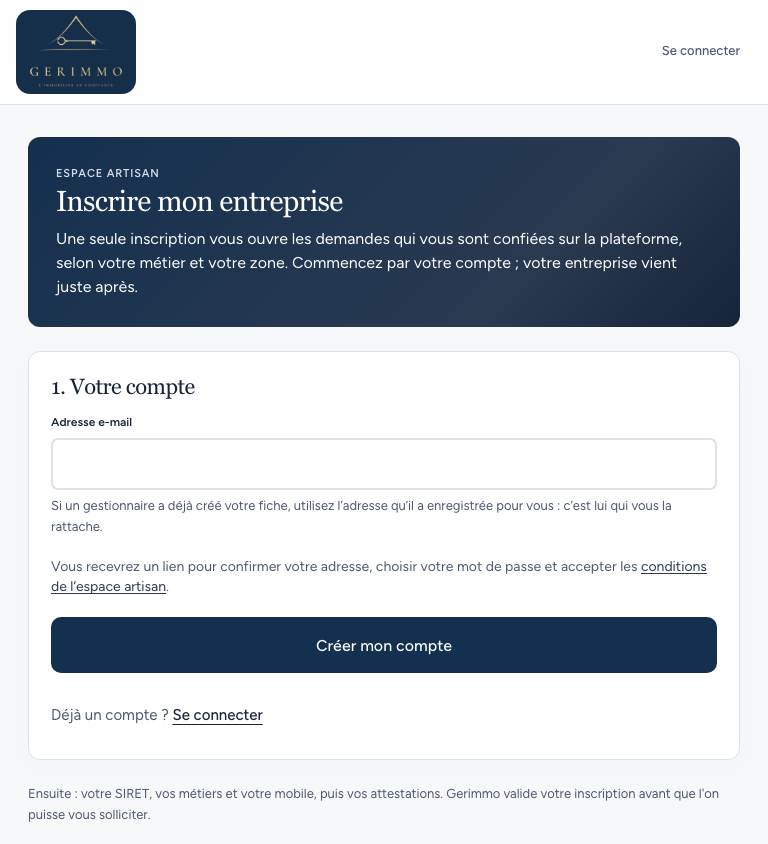 GERIMMO
Se connecter
ESPACE ARTISAN
Inscrire mon entreprise
Une seule inscription vous ouvre les demandes qui vous sont confiées sur la plateforme,
selon votre métier et votre zone. Commencez par votre compte ; votre entreprise vient
juste après.
1. Votre compte
Adresse e-mail
Si un gestionnaire a déjà créé votre fiche, utilisez l'adresse qu'il a enregistrée pour vous : c'est lui qui vous la
rattache.
Vous recevrez un lien pour confirmer votre adresse, choisir votre mot de passe et accepter les conditions
de l'espace artisan.
Créer mon compte
Déjà un compte ? Se connecter
Ensuite : votre SIRET, vos métiers et votre mobile, puis vos attestations. Gerimmo valide votre inscription avant que l'on
puisse vous solliciter.